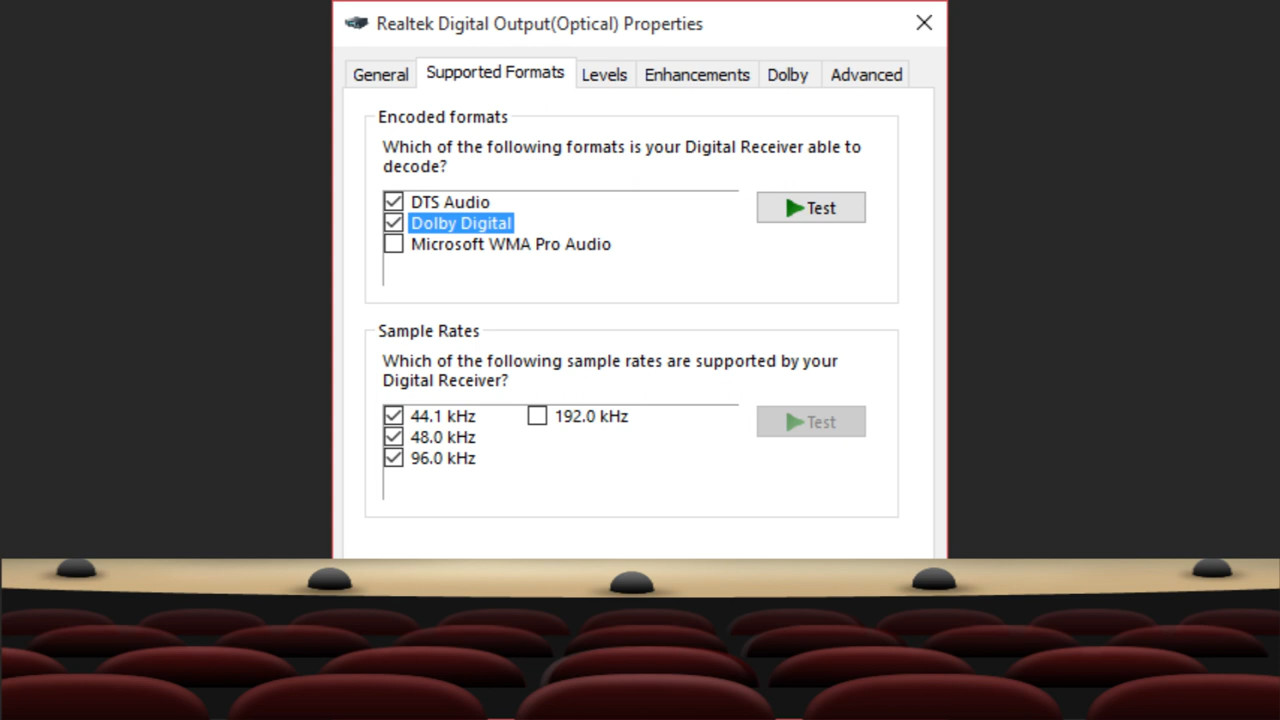 Realtek Digital Output(Optical) Properties
General Supported Formats Levels Enhancements Dolby Advanced
Encoded formats
Which of the following formats is your Digital Receiver able to
decode?
DTS Audio
Test
Dolby Digital
Microsoft WMA Pro Audio
Sample Rates
Which of the following sample rates are supported by your
Digital Receiver?
44.1 kHz 192.0 kHz
Test
48.0 kHz
96.0 kHz